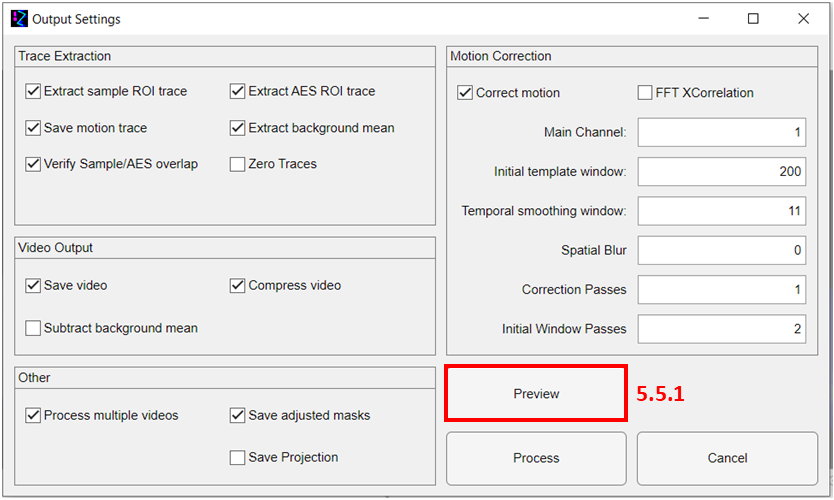 Output Settings
Trace Extraction
Extract sample ROI trace
Extract AES ROI trace
Save motion trace
Extract background mean
Verify Sample/AES overlap
Zero Traces
Video Output
Save video
Compress video
Subtract background mean
Other
Process multiple videos
Save adjusted masks
Save Projection
Motion Correction
Correct motion
FFT XCorrelation
Main Channel: 1
Initial template window: 200
Temporal smoothing window: 11
Spatial Blur 0
Correction Passes 1
Initial Window Passes 2
Preview 5.5.1
Process
Cancel